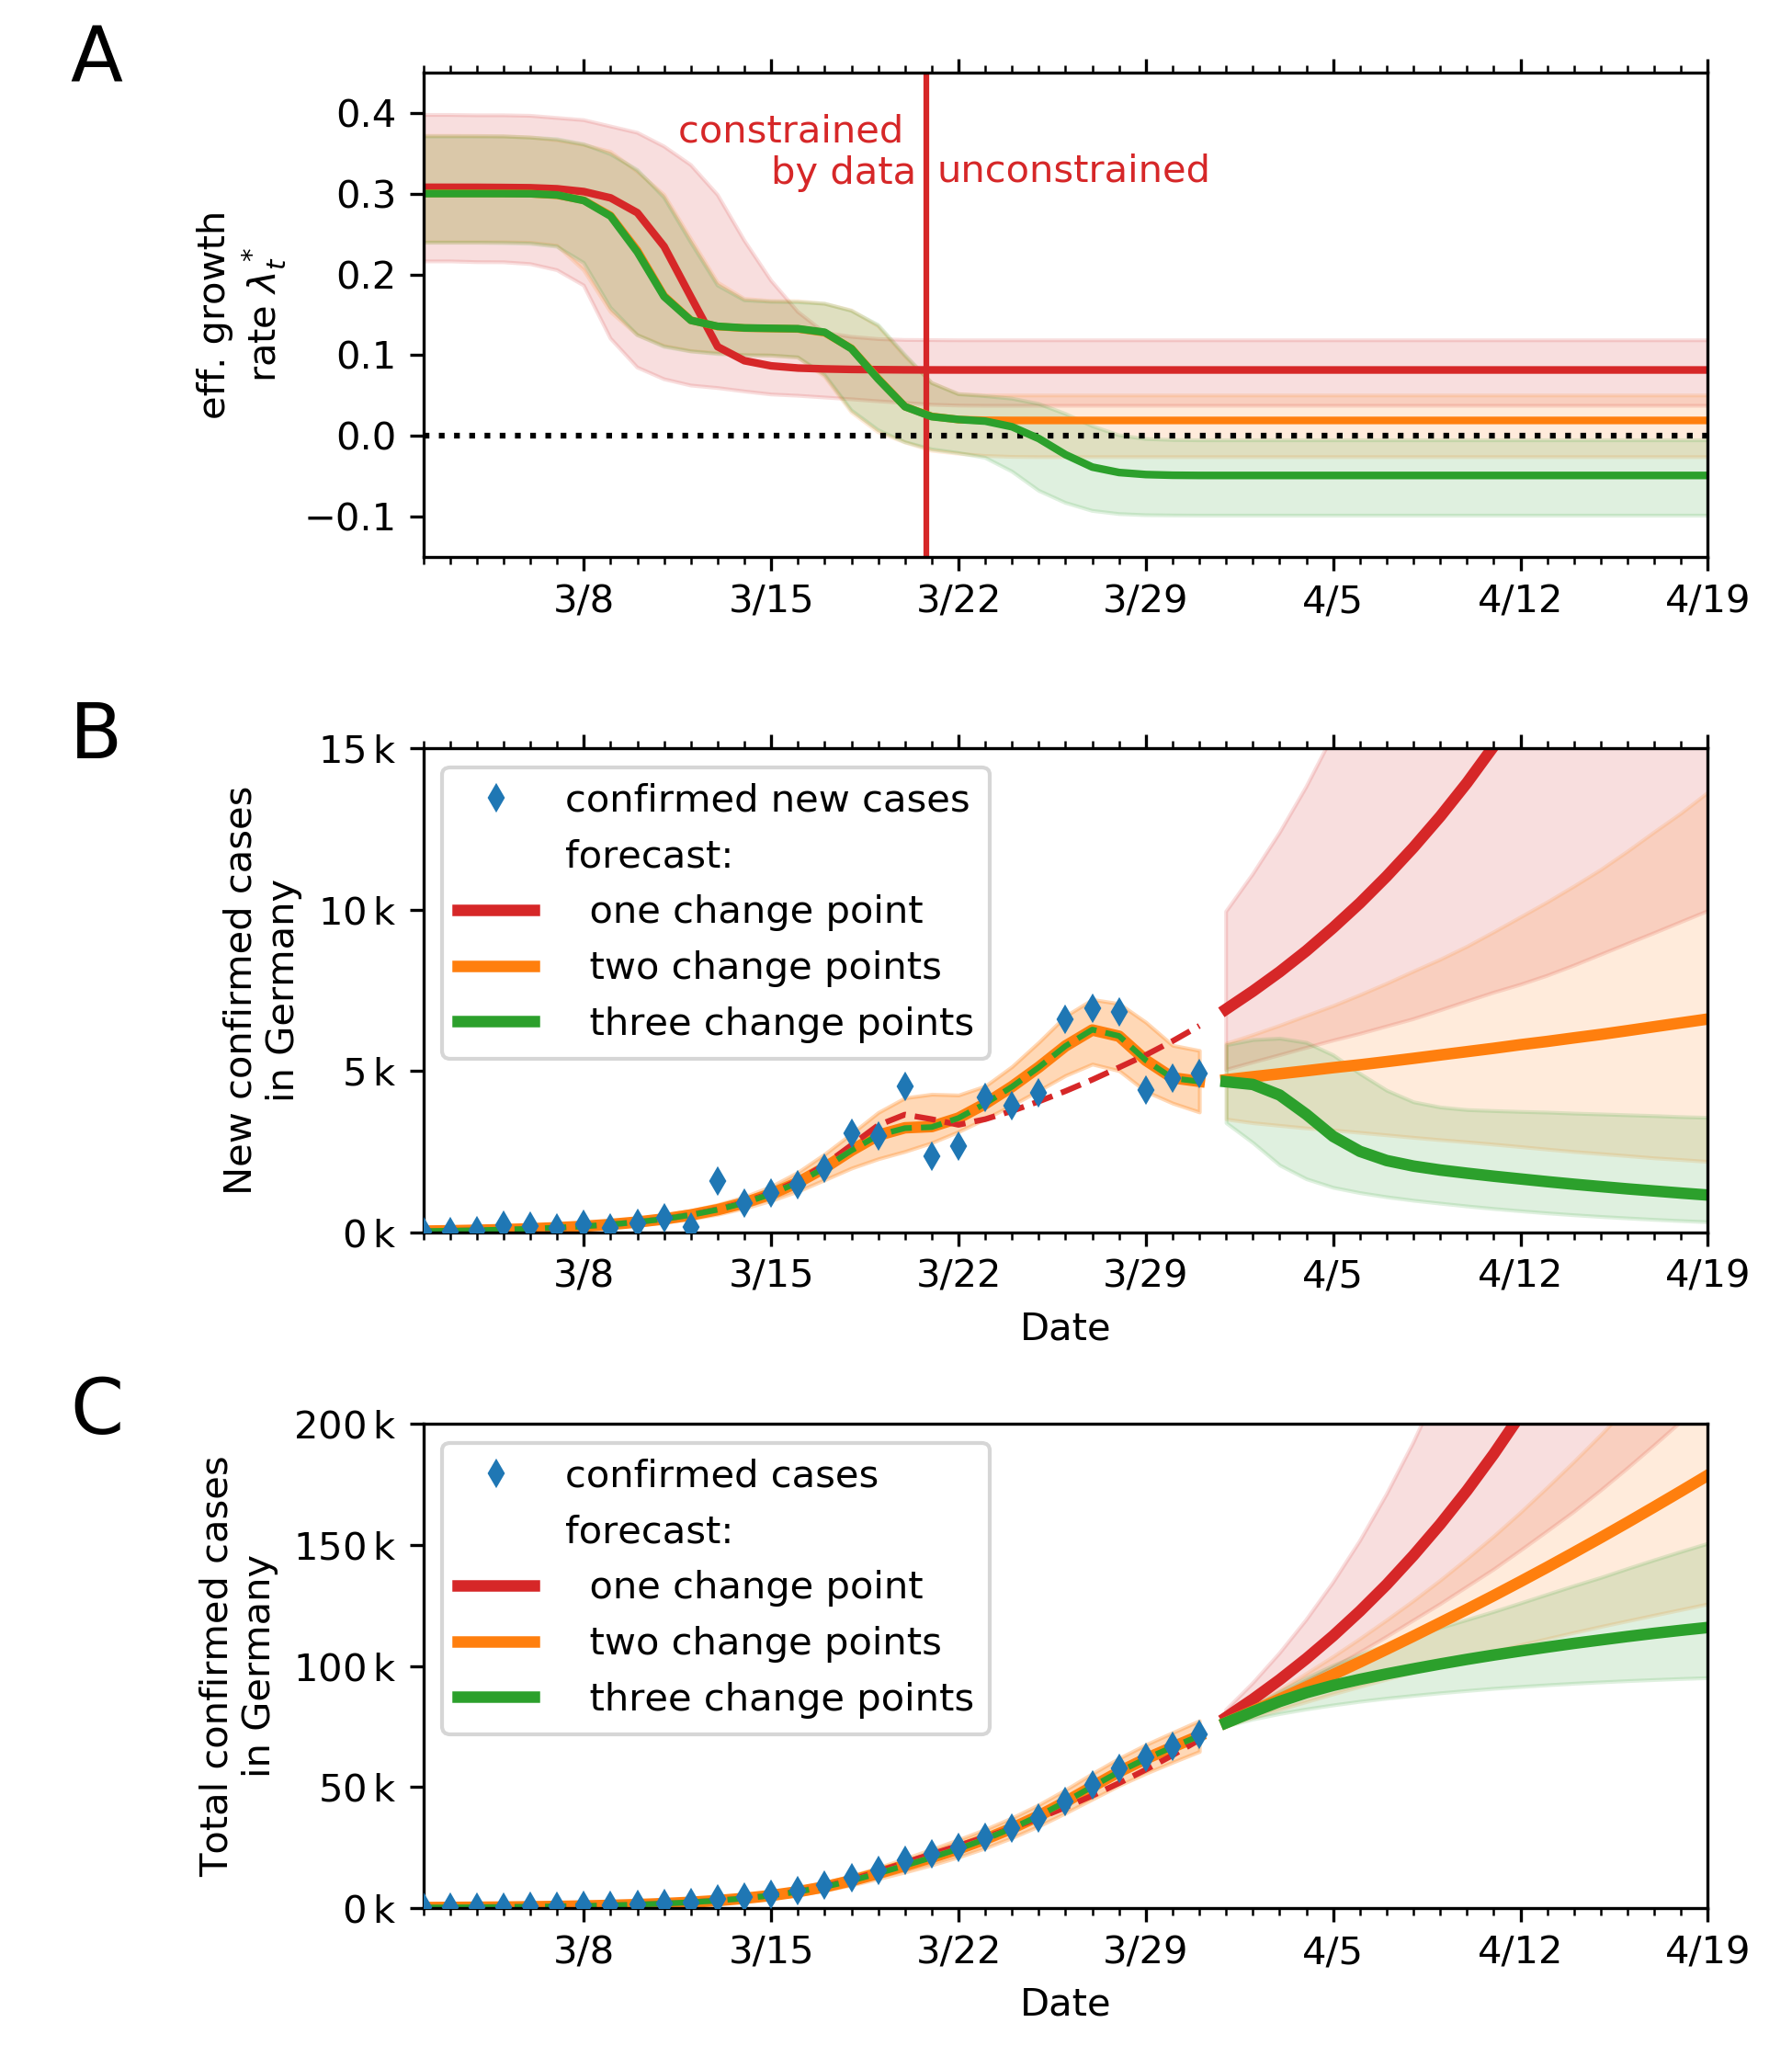 A
0.4
0.3
0.2
0.1
0.0
−0.1
eff. growth
rate λ*t
constrained
by data
unconstrained
3/8
3/15
3/22
3/29
4/5
4/12
4/19
B
15 k
10 k
5 k
0 k
New confirmed cases
in Germany
confirmed new cases
forecast:
one change point
two change points
three change points
3/8
3/15
3/22
3/29
4/5
4/12
4/19
Date
C
200 k
150 k
100 k
50 k
0 k
Total confirmed cases
in Germany
confirmed cases
forecast:
one change point
two change points
three change points
3/8
3/15
3/22
3/29
4/5
4/12
4/19
Date